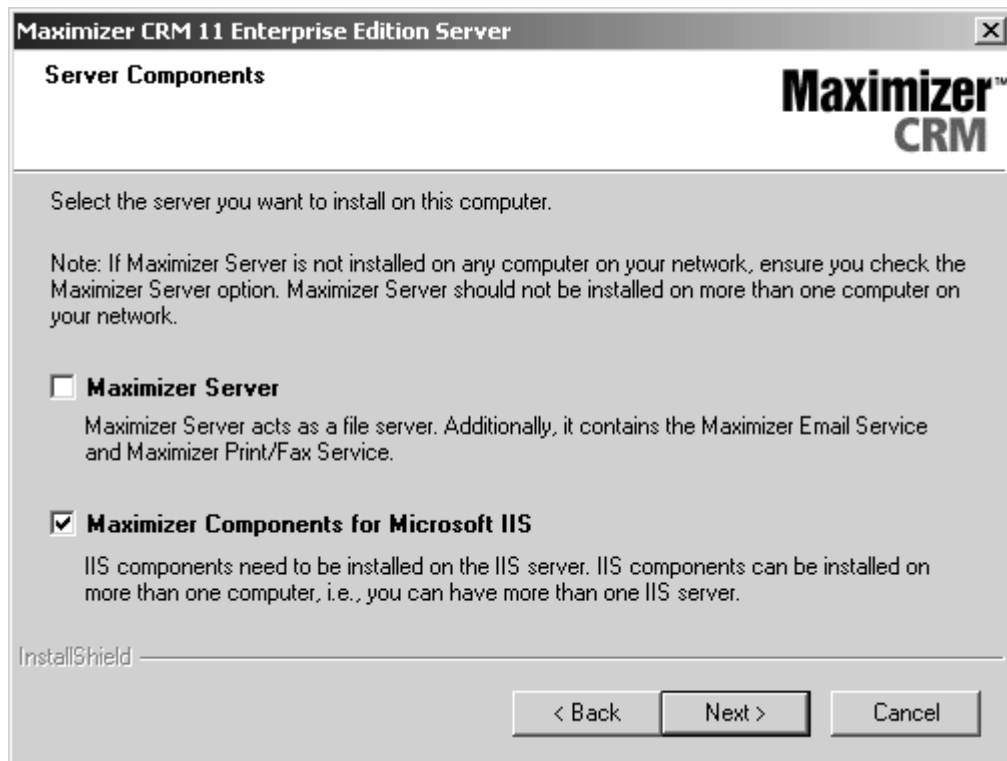 Maximizer CRM 11 Enterprise Edition Server
Server Components
Maximizer™
CRM
Select the server you want to install on this computer.
Note: If Maximizer Server is not installed on any computer on your network, ensure you check the
Maximizer Server option. Maximizer Server should not be installed on more than one computer on
your network.
Maximizer Server
Maximizer Server acts as a file server. Additionally, it contains the Maximizer Email Service
and Maximizer Print/Fax Service.
Maximizer Components for Microsoft IIS
IIS components need to be installed on the IIS server. IIS components can be installed on
more than one computer, i.e., you can have more than one IIS server.
InstallShield
< Back Next > Cancel